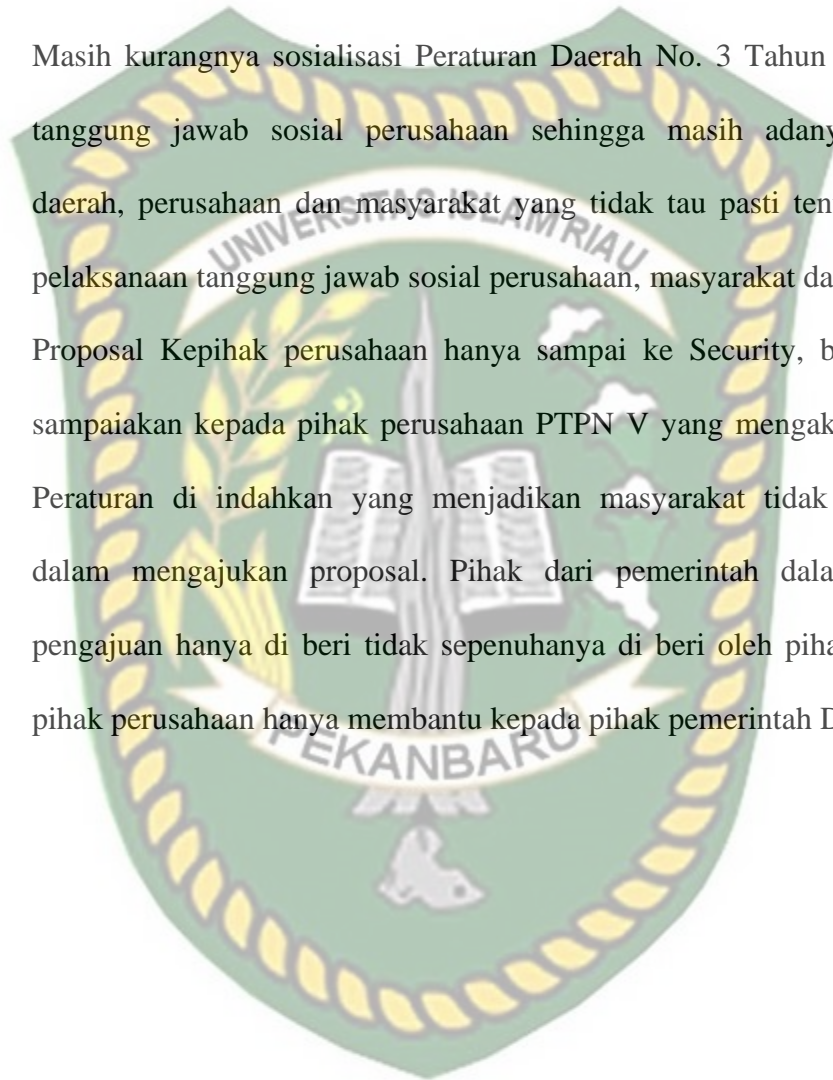 Masih kurangnya sosialisasi Peraturan Daerah No. 3 Tahun
tanggung jawab sosial perusahaan sehingga masih adany
daerah, perusahaan dan masyarakat yang tidak tau pasti ten
UNIVERSITAS ISLAM RIAU
pelaksanaan tanggung jawab sosial perusahaan, masyarakat da
Proposal Kepihak perusahaan hanya sampai ke Security, b
sampaiakan kepada pihak perusahaan PTPN V yang mengak
Peraturan di indahkan yang menjadikan masyarakat tidak
dalam mengajukan proposal. Pihak dari pemerintah dala
pengajuan hanya di beri tidak sepenuhanya di beri oleh piha
pihak perusahaan hanya membantu kepada pihak pemerintah D
PEKANBARU